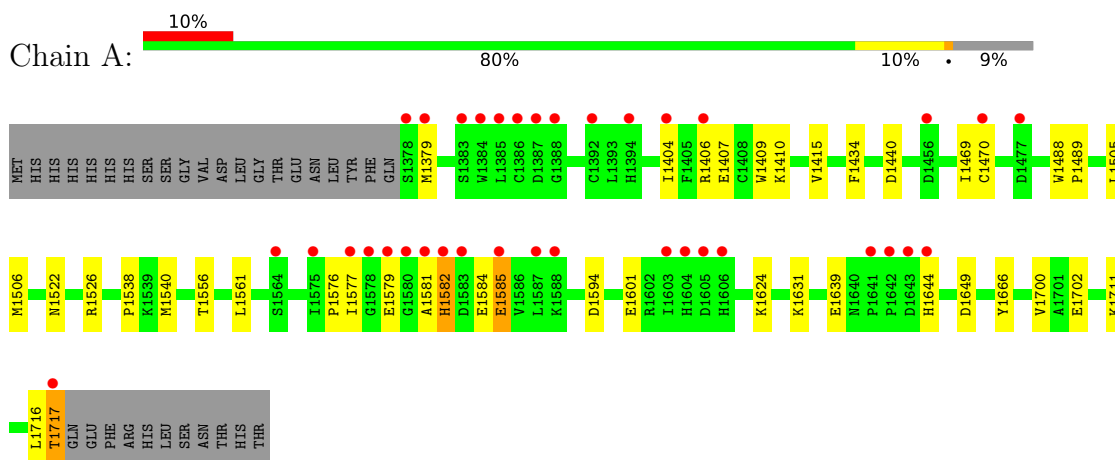 10%
Chain A:
80% 10% • 9%
MET HIS HIS HIS HIS HIS HIS SER SER GLY VAL ASP LEU GLY THR GLU ASN LEU TYR PHE GLN S1378 M1379 S1383 W1384 L1385 C1386 D1387 G1388 C1392 L1393 H1394 I1404 F1405 R1406 E1407 C1408 W1409 K1410 V1415 F1434 D1440 D1456 I1469 C1470 D1477 W1488 P1489
M1506 N1522 R1526 P1538 K1539 M1540 T1556 L1561 S1564 I1575 P1576 I1577 G1578 E1579 G1580 A1581 H1582 D1583 E1584 E1585 V1586 L1587 K1588 D1594 E1601 R1602 I1603 H1604 D1605 H1606 K1624 K1631 E1639 N1640 P1641 P1642 D1643 H1644 D1649 Y1666 V1700 A1701 E1702
L1716 T1717 GLN GLU PHE ARG HIS LEU SER ASN THR HIS THR